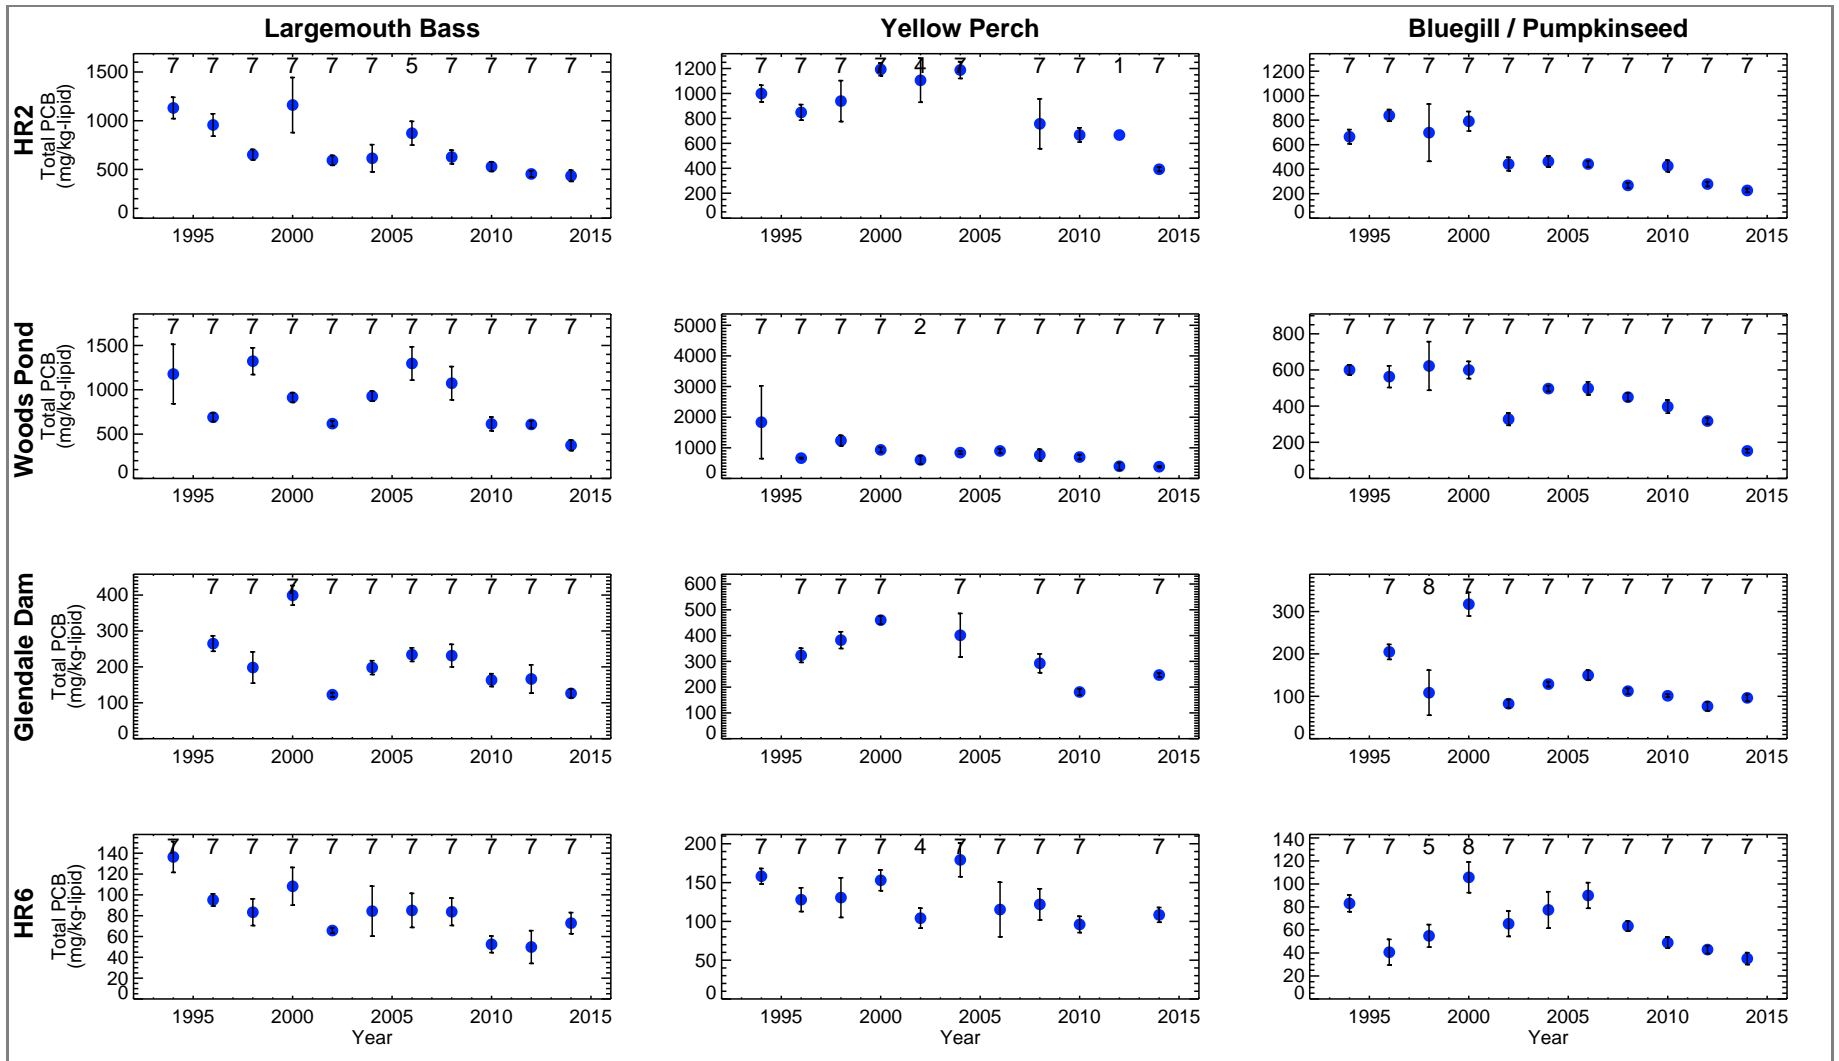 Largemouth Bass Yellow Perch Bluegill / Pumpkinseed
HR2
Total PCB
(mg/kg-lipid)
1500
1000
500
0
7 7 7 7 7 7 5 7 7 7 7
1995 2000 2005 2010 2015
1200
1000
800
600
400
200
0
7 7 7 7 4 7 7 7 1 7
1995 2000 2005 2010 2015
1200
1000
800
600
400
200
0
7 7 7 7 7 7 7 7 7 7 7
1995 2000 2005 2010 2015
Woods Pond
Total PCB
(mg/kg-lipid)
1500
1000
500
0
7 7 7 7 7 7 7 7 7 7 7
1995 2000 2005 2010 2015
5000
4000
3000
2000
1000
0
7 7 7 7 2 7 7 7 7 7 7
1995 2000 2005 2010 2015
800
600
400
200
0
7 7 7 7 7 7 7 7 7 7 7
1995 2000 2005 2010 2015
Glendale Dam
Total PCB
(mg/kg-lipid)
400
300
200
100
0
7 7 7 7 7 7 7 7 7 7
1995 2000 2005 2010 2015
600
500
400
300
200
100
0
7 7 7 7 7 7 7
1995 2000 2005 2010 2015
300
200
100
0
7 8 7 7 7 7 7 7 7 7
1995 2000 2005 2010 2015
HR6
Total PCB
(mg/kg-lipid)
140
120
100
80
60
40
20
0
7 7 7 7 7 7 7 7 7 7 7
1995 2000 2005 2010 2015
Year
200
150
100
50
0
7 7 7 7 4 7 7 7 7 7
1995 2000 2005 2010 2015
Year
140
120
100
80
60
40
20
0
7 7 5 8 7 7 7 7 7 7 7
1995 2000 2005 2010 2015
Year